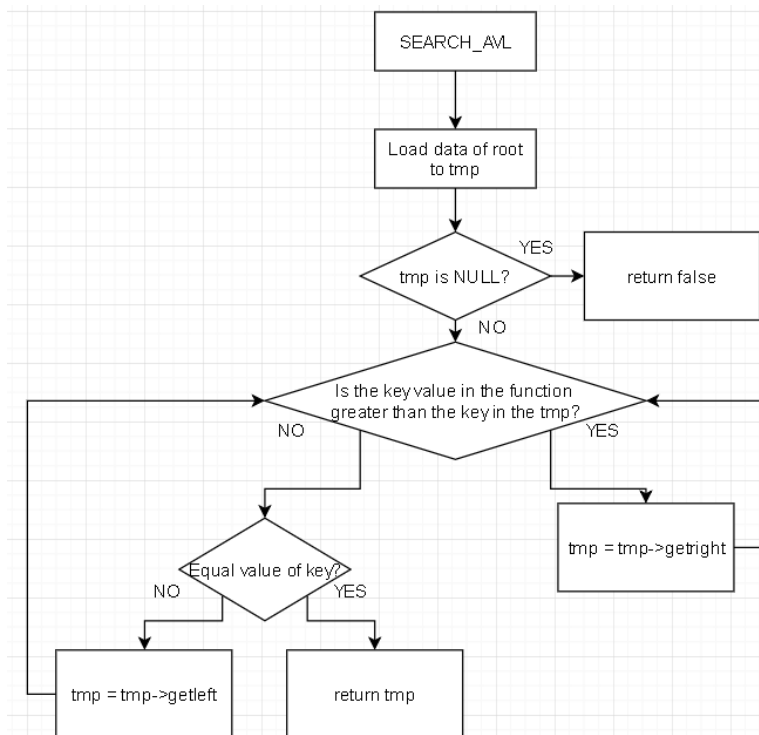 SEARCH_AVL
Load data of root
to tmp
tmp is NULL?
YES
return false
NO
Is the key value in the function
greater than the key in the tmp?
NO
YES
tmp = tmp->getright
Equal value of key?
NO
YES
tmp = tmp->getleft
return tmp